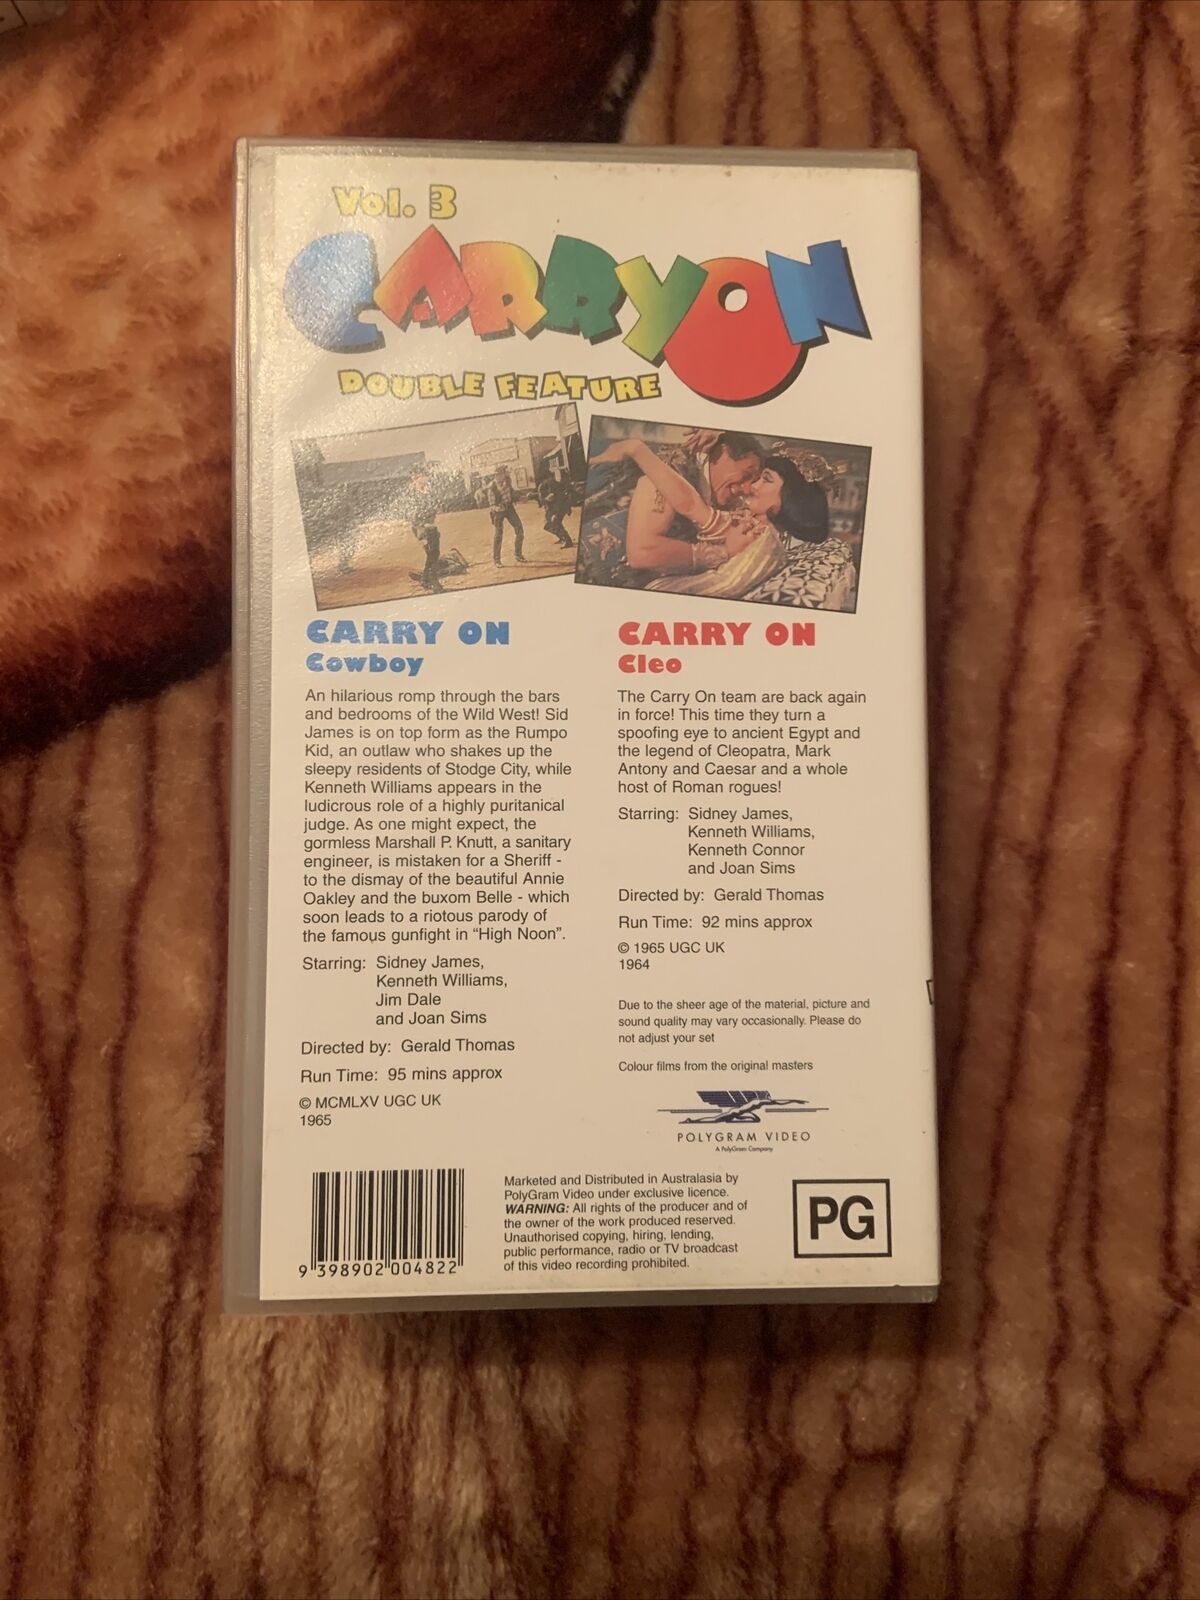 Vol. 3
CARRY ON
DOUBLE FEATURE
CARRY ON
Cowboy
An hilarious romp through the bars
and bedrooms of the Wild West! Sid
James is on top form as the Rumpo
Kid, an outlaw who shakes up the
sleepy residents of Stodge City, while
Kenneth Williams appears in the
ludicrous role of a highly puritanical
judge. As one might expect, the
gormless Marshall P. Knutt, a sanitary
engineer, is mistaken for a Sheriff -
to the dismay of the beautiful Annie
Oakley and the buxom Belle - which
soon leads to a riotous parody of
the famous gunfight in “High Noon”.
Starring: Sidney James,
Kenneth Williams,
Jim Dale
and Joan Sims
Directed by: Gerald Thomas
Run Time: 95 mins approx
© MCMLXV UGC UK
1965
CARRY ON
Cleo
The Carry On team are back again
in force! This time they turn a
spoofing eye to ancient Egypt and
the legend of Cleopatra, Mark
Antony and Caesar and a whole
host of Roman rogues!
Starring: Sidney James,
Kenneth Williams,
Kenneth Connor
and Joan Sims
Directed by: Gerald Thomas
Run Time: 92 mins approx
© 1965 UGC UK
1964
Due to the sheer age of the material, picture and
sound quality may vary occasionally. Please do
not adjust your set
Colour films from the original masters
POLYGRAM VIDEO
A PolyGram Company
9 398902 004822
Marketed and Distributed in Australasia by
PolyGram Video under exclusive licence.
WARNING: All rights of the producer and of
the owner of the work produced reserved.
Unauthorised copying, hiring, lending,
public performance, radio or TV broadcast
of this video recording prohibited.
PG